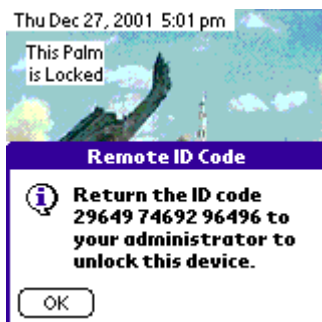 Thu Dec 27, 2001 5:01 pm
This Palm
is Locked
Remote ID Code
Return the ID code
29649 74692 96496 to
your administrator to
unlock this device.
OK